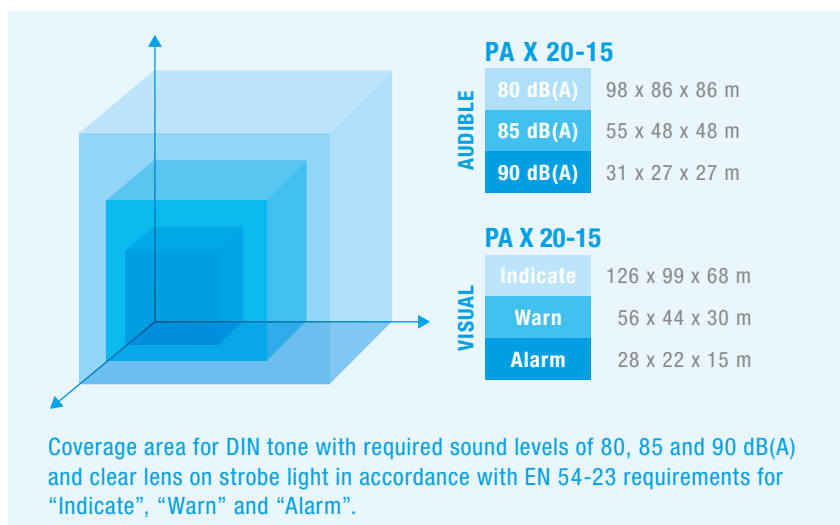 PA X 20-15
AUDIBLE
80 dB(A) 98 x 86 x 86 m
85 dB(A) 55 x 48 x 48 m
90 dB(A) 31 x 27 x 27 m
PA X 20-15
VISUAL
Indicate 126 x 99 x 68 m
Warn 56 x 44 x 30 m
Alarm 28 x 22 x 15 m
Coverage area for DIN tone with required sound levels of 80, 85 and 90 dB(A)
and clear lens on strobe light in accordance with EN 54-23 requirements for
“Indicate”, “Warn” and “Alarm”.